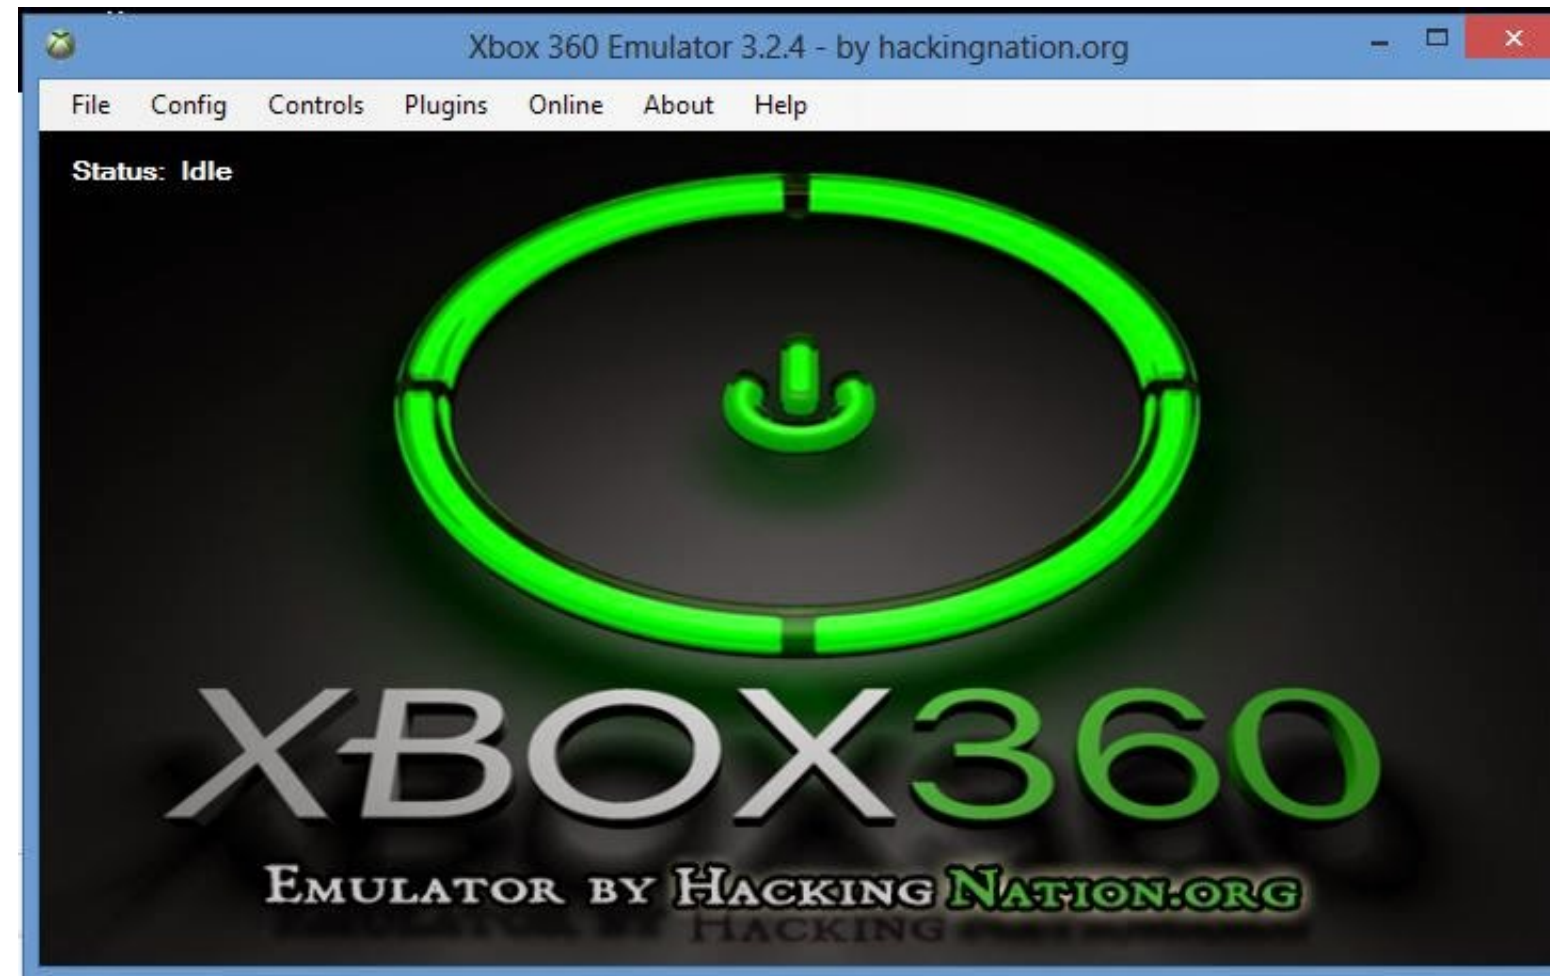 Xbox 360 Emulator 3.2.4 - by hackingnation.org
File Config Controls Plugins Online About Help
Status: Idle
XBOX360
EMULATOR BY HACKING NATION.ORG